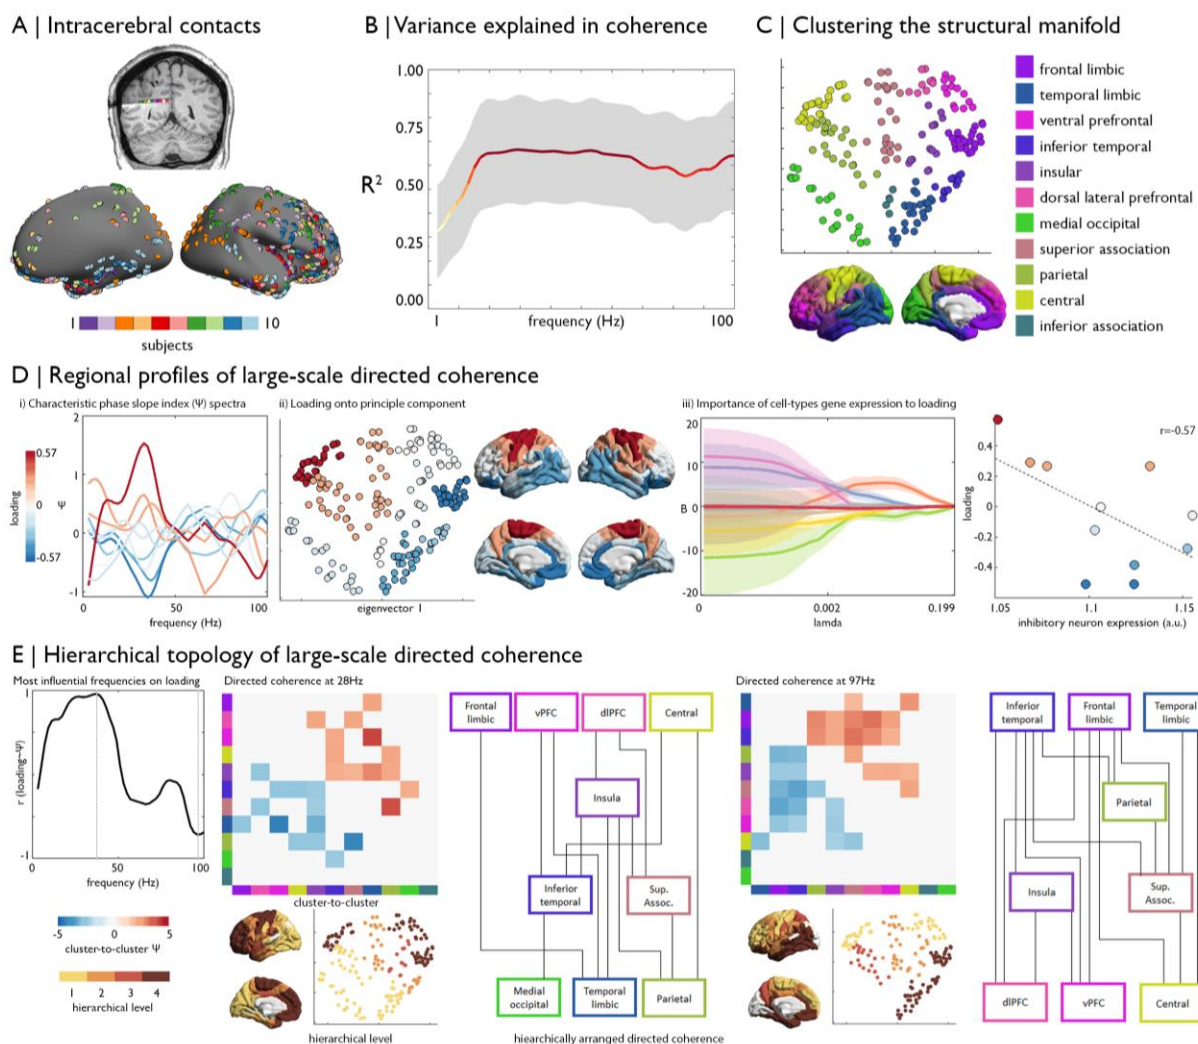 A | Intracerebral contacts
1
10
subjects
B | Variance explained in coherence
1.00
0.75
R²
0.50
0.25
0.00
1
frequency (Hz)
100
C | Clustering the structural manifold
frontal limbic
temporal limbic
ventral prefrontal
inferior temporal
insular
dorsal lateral prefrontal
medial occipital
superior association
parietal
central
inferior association
D | Regional profiles of large-scale directed coherence
i) Characteristic phase slope index (Ψ) spectra
0.57
loading
0
-0.57
2
1
Ψ
0
-1
0
50
100
frequency (Hz)
ii) Loading onto principle component
eigenvector 1
iii) Importance of cell-types gene expression to loading
20
10
B
0
-10
-20
0
0.002
0.199
lamda
r=-0.57
loading
0.4
0.2
0
-0.2
-0.4
1.05
1.1
1.15
inhibitory neuron expression (a.u.)
E | Hierarchical topology of large-scale directed coherence
Most influential frequencies on loading
1
r (loading~Ψ)
-1
0
50
100
frequency (Hz)
-5
0
5
cluster-to-cluster Ψ
1
2
3
4
hierarchical level
Directed coherence at 28Hz
cluster-to-cluster
hierarchical level
Frontal
limbic
vPFC
dlPFC
Central
Insula
Inferior
temporal
Sup.
Assoc.
Medial
occipital
Temporal
limbic
Parietal
hiearchically arranged directed coherence
Directed coherence at 97Hz
Inferior
temporal
Frontal
limbic
Temporal
limbic
Parietal
Insula
Sup.
Assoc.
dlPFC
vPFC
Central